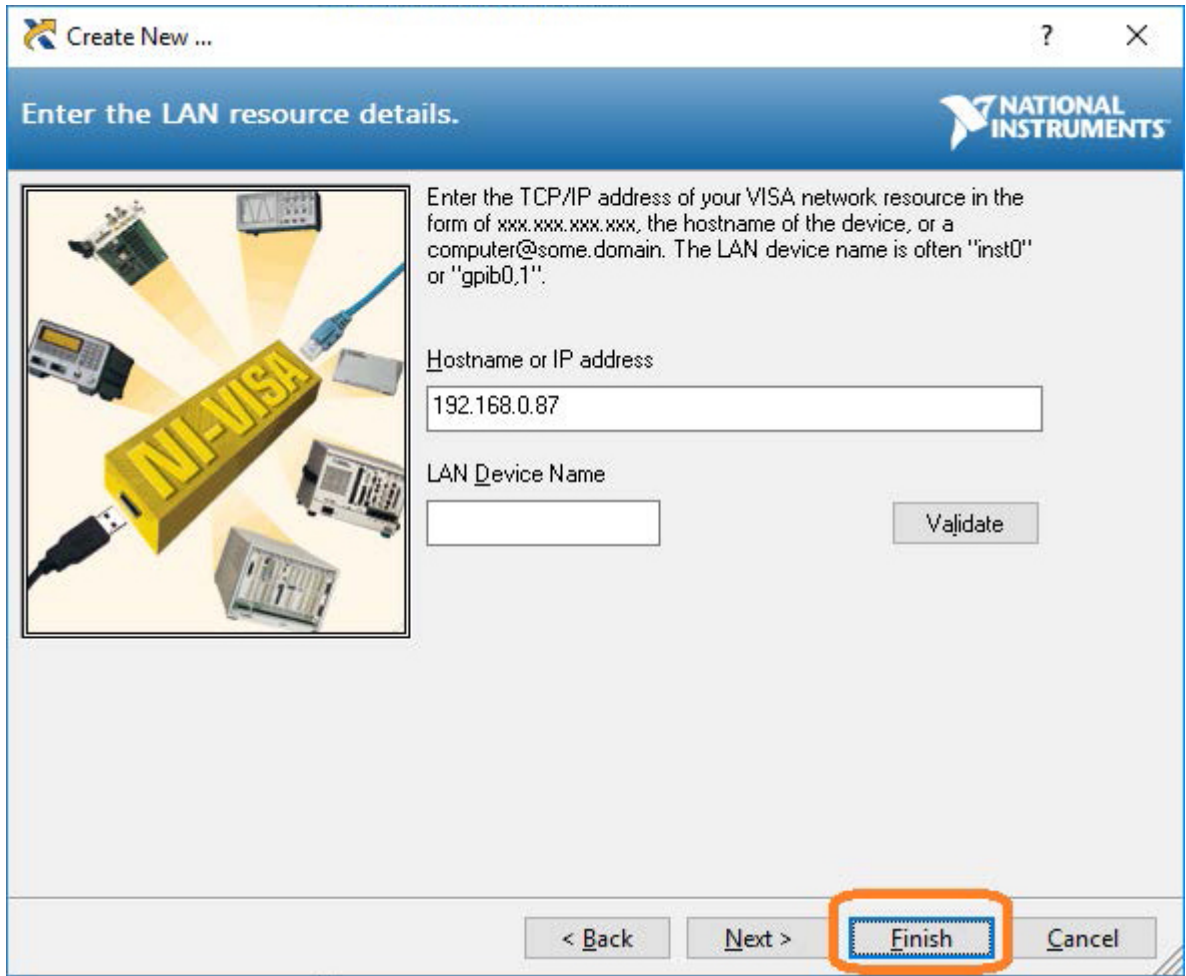 Create New ...
?
Enter the LAN resource details.
NATIONAL
INSTRUMENTS
Enter the TCP/IP address of your VISA network resource in the
form of xxx.xxx.xxx.xxx, the hostname of the device, or a
computer@some.domain. The LAN device name is often "inst0"
or "gpib0,1".
NI-VISA
Hostname or IP address
192.168.0.87
LAN Device Name
Validate
< Back
Next >
Finish
Cancel